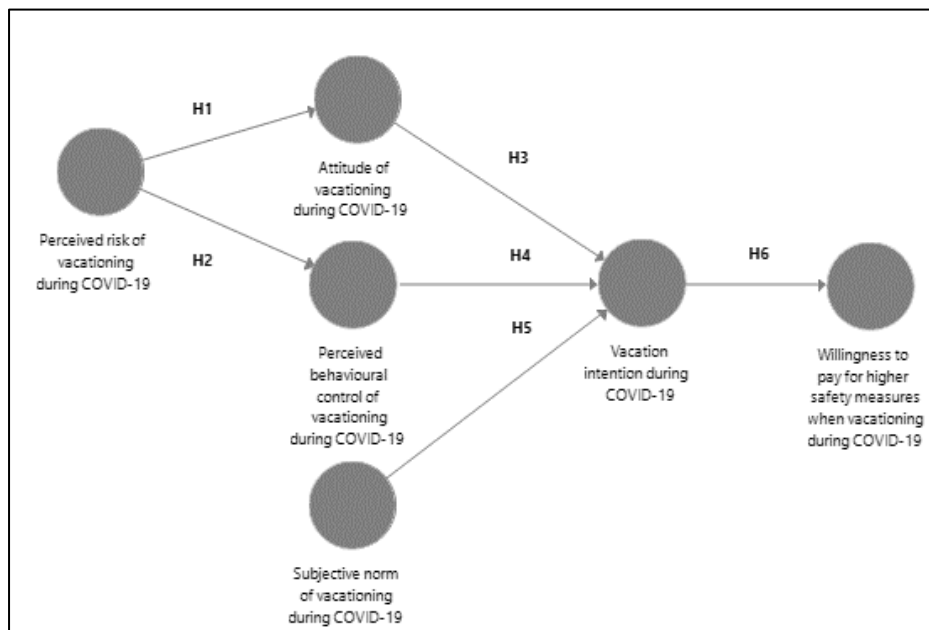 H1
Attitude of
vacationing
during COVID-19
H3
Perceived risk of
vacationing
during COVID-19
H2
H4
H5
H6
Perceived
behavioural
control of
vacationing
during COVID-19
Vacation
intention during
COVID-19
Willingness to
pay for higher
safety measures
when vacationing
during COVID-19
Subjective norm
of vacationing
during COVID-19